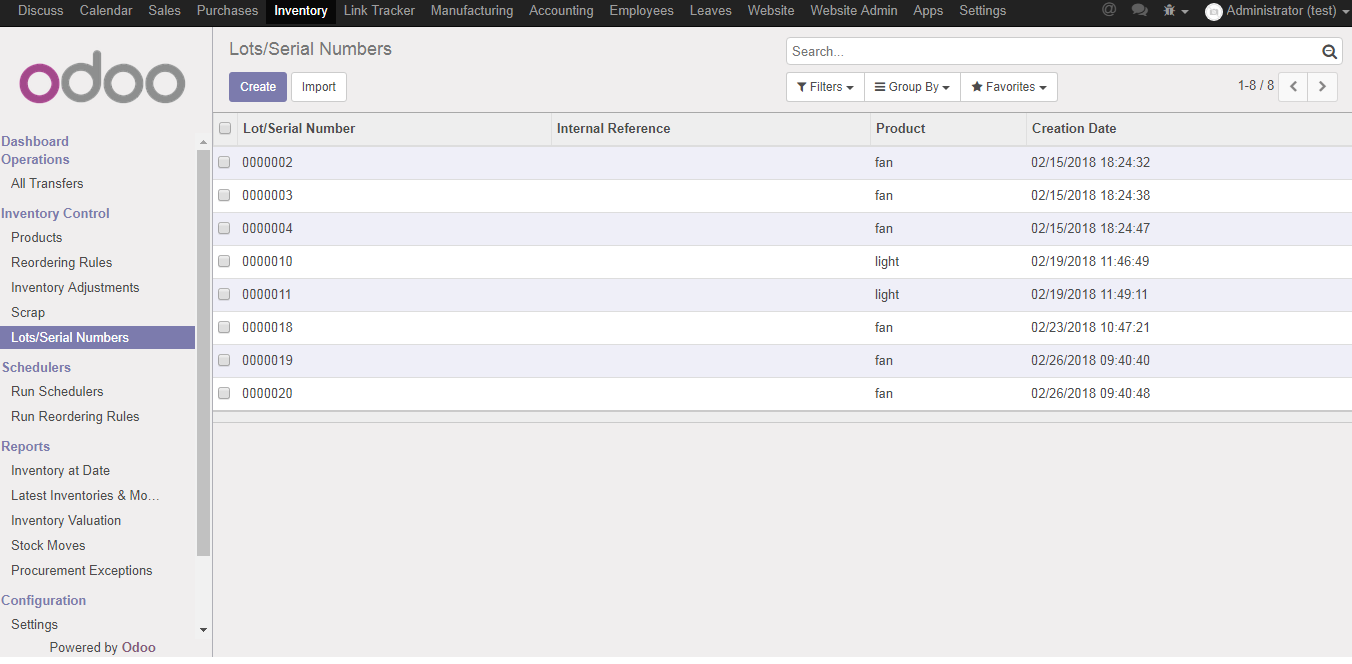 Discuss Calendar Sales Purchases Inventory Link Tracker Manufacturing Accounting Employees Leaves Website Website Admin Apps Settings @ Administrator (test)
odoo
Dashboard
Operations
All Transfers
Inventory Control
Products
Reordering Rules
Inventory Adjustments
Scrap
Lots/Serial Numbers
Schedulers
Run Schedulers
Run Reordering Rules
Reports
Inventory at Date
Latest Inventories & Mo...
Inventory Valuation
Stock Moves
Procurement Exceptions
Configuration
Settings
Powered by Odoo
Lots/Serial Numbers
Search...
Create Import
Filters Group By Favorites 1-8 / 8
Lot/Serial Number Internal Reference Product Creation Date
0000002 fan 02/15/2018 18:24:32
0000003 fan 02/15/2018 18:24:38
0000004 fan 02/15/2018 18:24:47
0000010 light 02/19/2018 11:46:49
0000011 light 02/19/2018 11:49:11
0000018 fan 02/23/2018 10:47:21
0000019 fan 02/26/2018 09:40:40
0000020 fan 02/26/2018 09:40:48